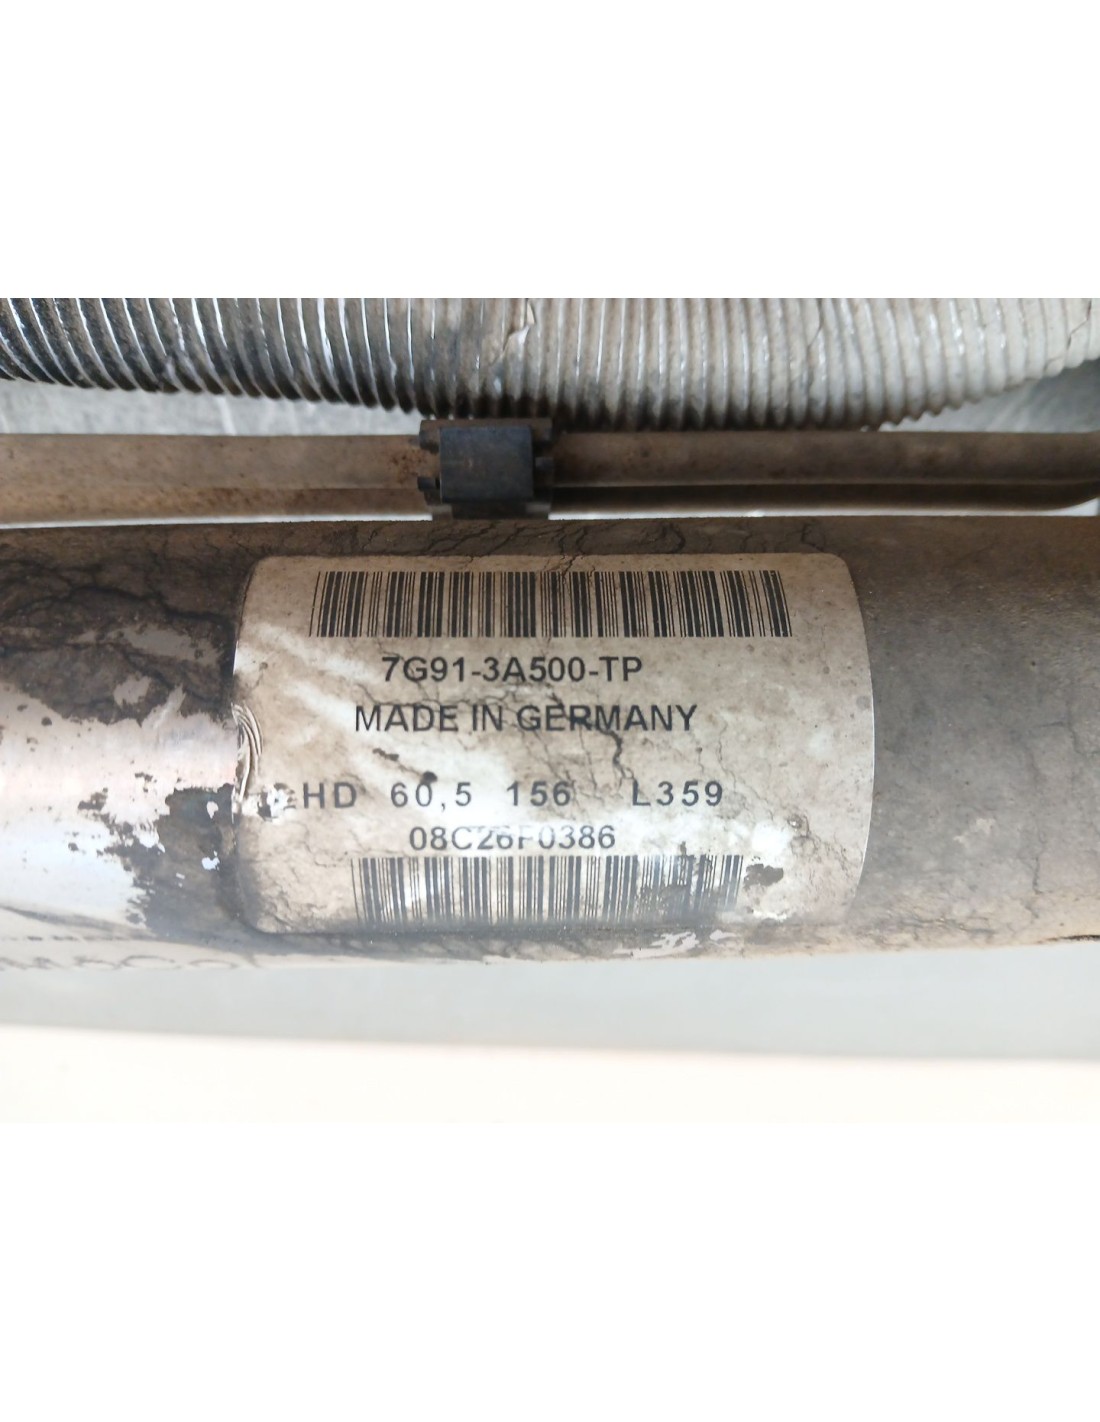 7G91-3A500-TP
MADE IN GERMANY
HD 60,5 156 L359
08C26F0386